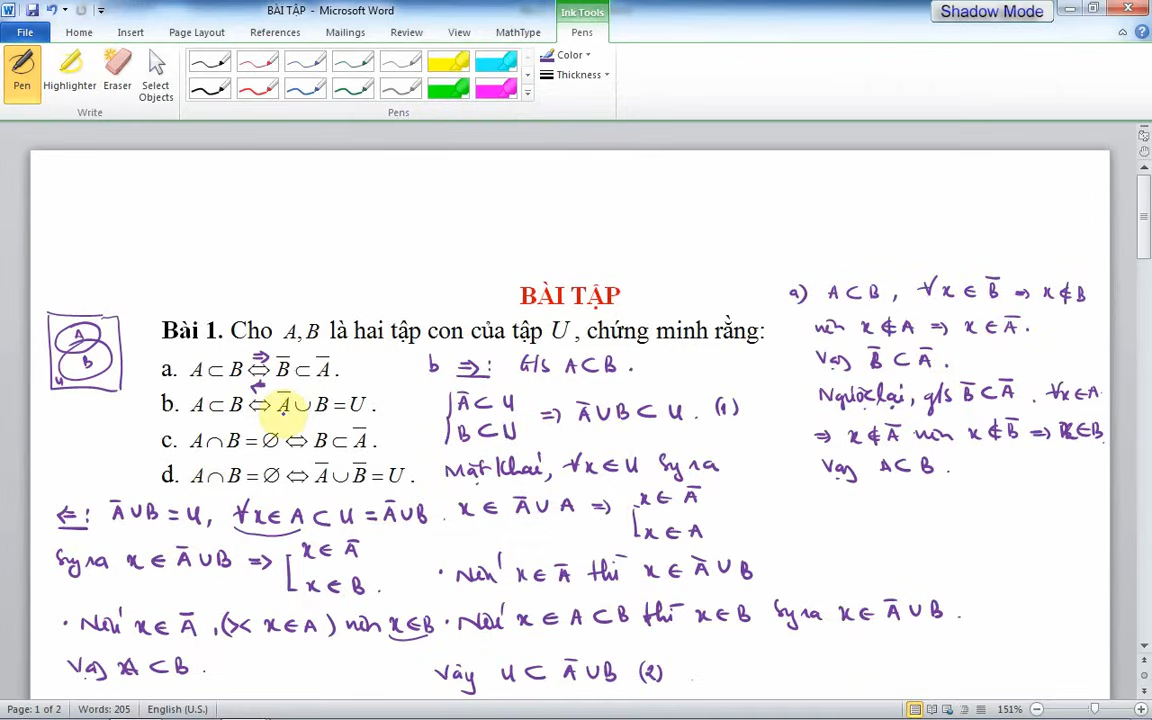 BÀI TẬP - Microsoft Word
Ink Tools
Shadow Mode
File Home Insert Page Layout References Mailings Review View MathType Pens
Pen Highlighter Eraser Select Objects
Color
Thickness
Write
Pens
BÀI TẬP
Bài 1. Cho A, B là hai tập con của tập U, chứng minh rằng:
a. A ⊂ B ⇔ B̅ ⊂ A̅.
b. A ⊂ B ⇔ A̅ ∪ B = U.
c. A ∩ B = ∅ ⇔ B ⊂ A̅.
d. A ∩ B = ∅ ⇔ A̅ ∪ B̅ = U.
A
B
U
⇒
⇐
a) A ⊂ B, ∀x ∈ B̅ ⇒ x ∉ B
nên x ∉ A ⇒ x ∈ A̅.
Vậy B̅ ⊂ A̅.
Ngược lại, g/s B̅ ⊂ A̅. ∀x ∈ A
⇒ x ∉ A̅ nên x ∉ B̅ ⇒ x ∈ B
Vậy A ⊂ B.
b ⇒: G/s A ⊂ B.
A̅ ⊂ U
B ⊂ U
⇒ A̅ ∪ B ⊂ U. (1)
Mặt khác, ∀x ∈ U Suy ra
x ∈ A̅ ∪ A ⇒ [ x ∈ A̅
x ∈ A
• Nếu x ∈ A̅ thì x ∈ A̅ ∪ B
• Nếu x ∈ A ⊂ B thì x ∈ B Suy ra x ∈ A̅ ∪ B.
Vậy U ⊂ A̅ ∪ B (2)
⇐: A̅ ∪ B = U, ∀x ∈ A ⊂ U = A̅ ∪ B.
Suy ra x ∈ A̅ ∪ B ⇒ [ x ∈ A̅
x ∈ B.
• Nếu x ∈ A̅, (>< x ∈ A) nên x ∈ B
Vậy A ⊂ B.
Page: 1 of 2 Words: 205 English (U.S.) 151%